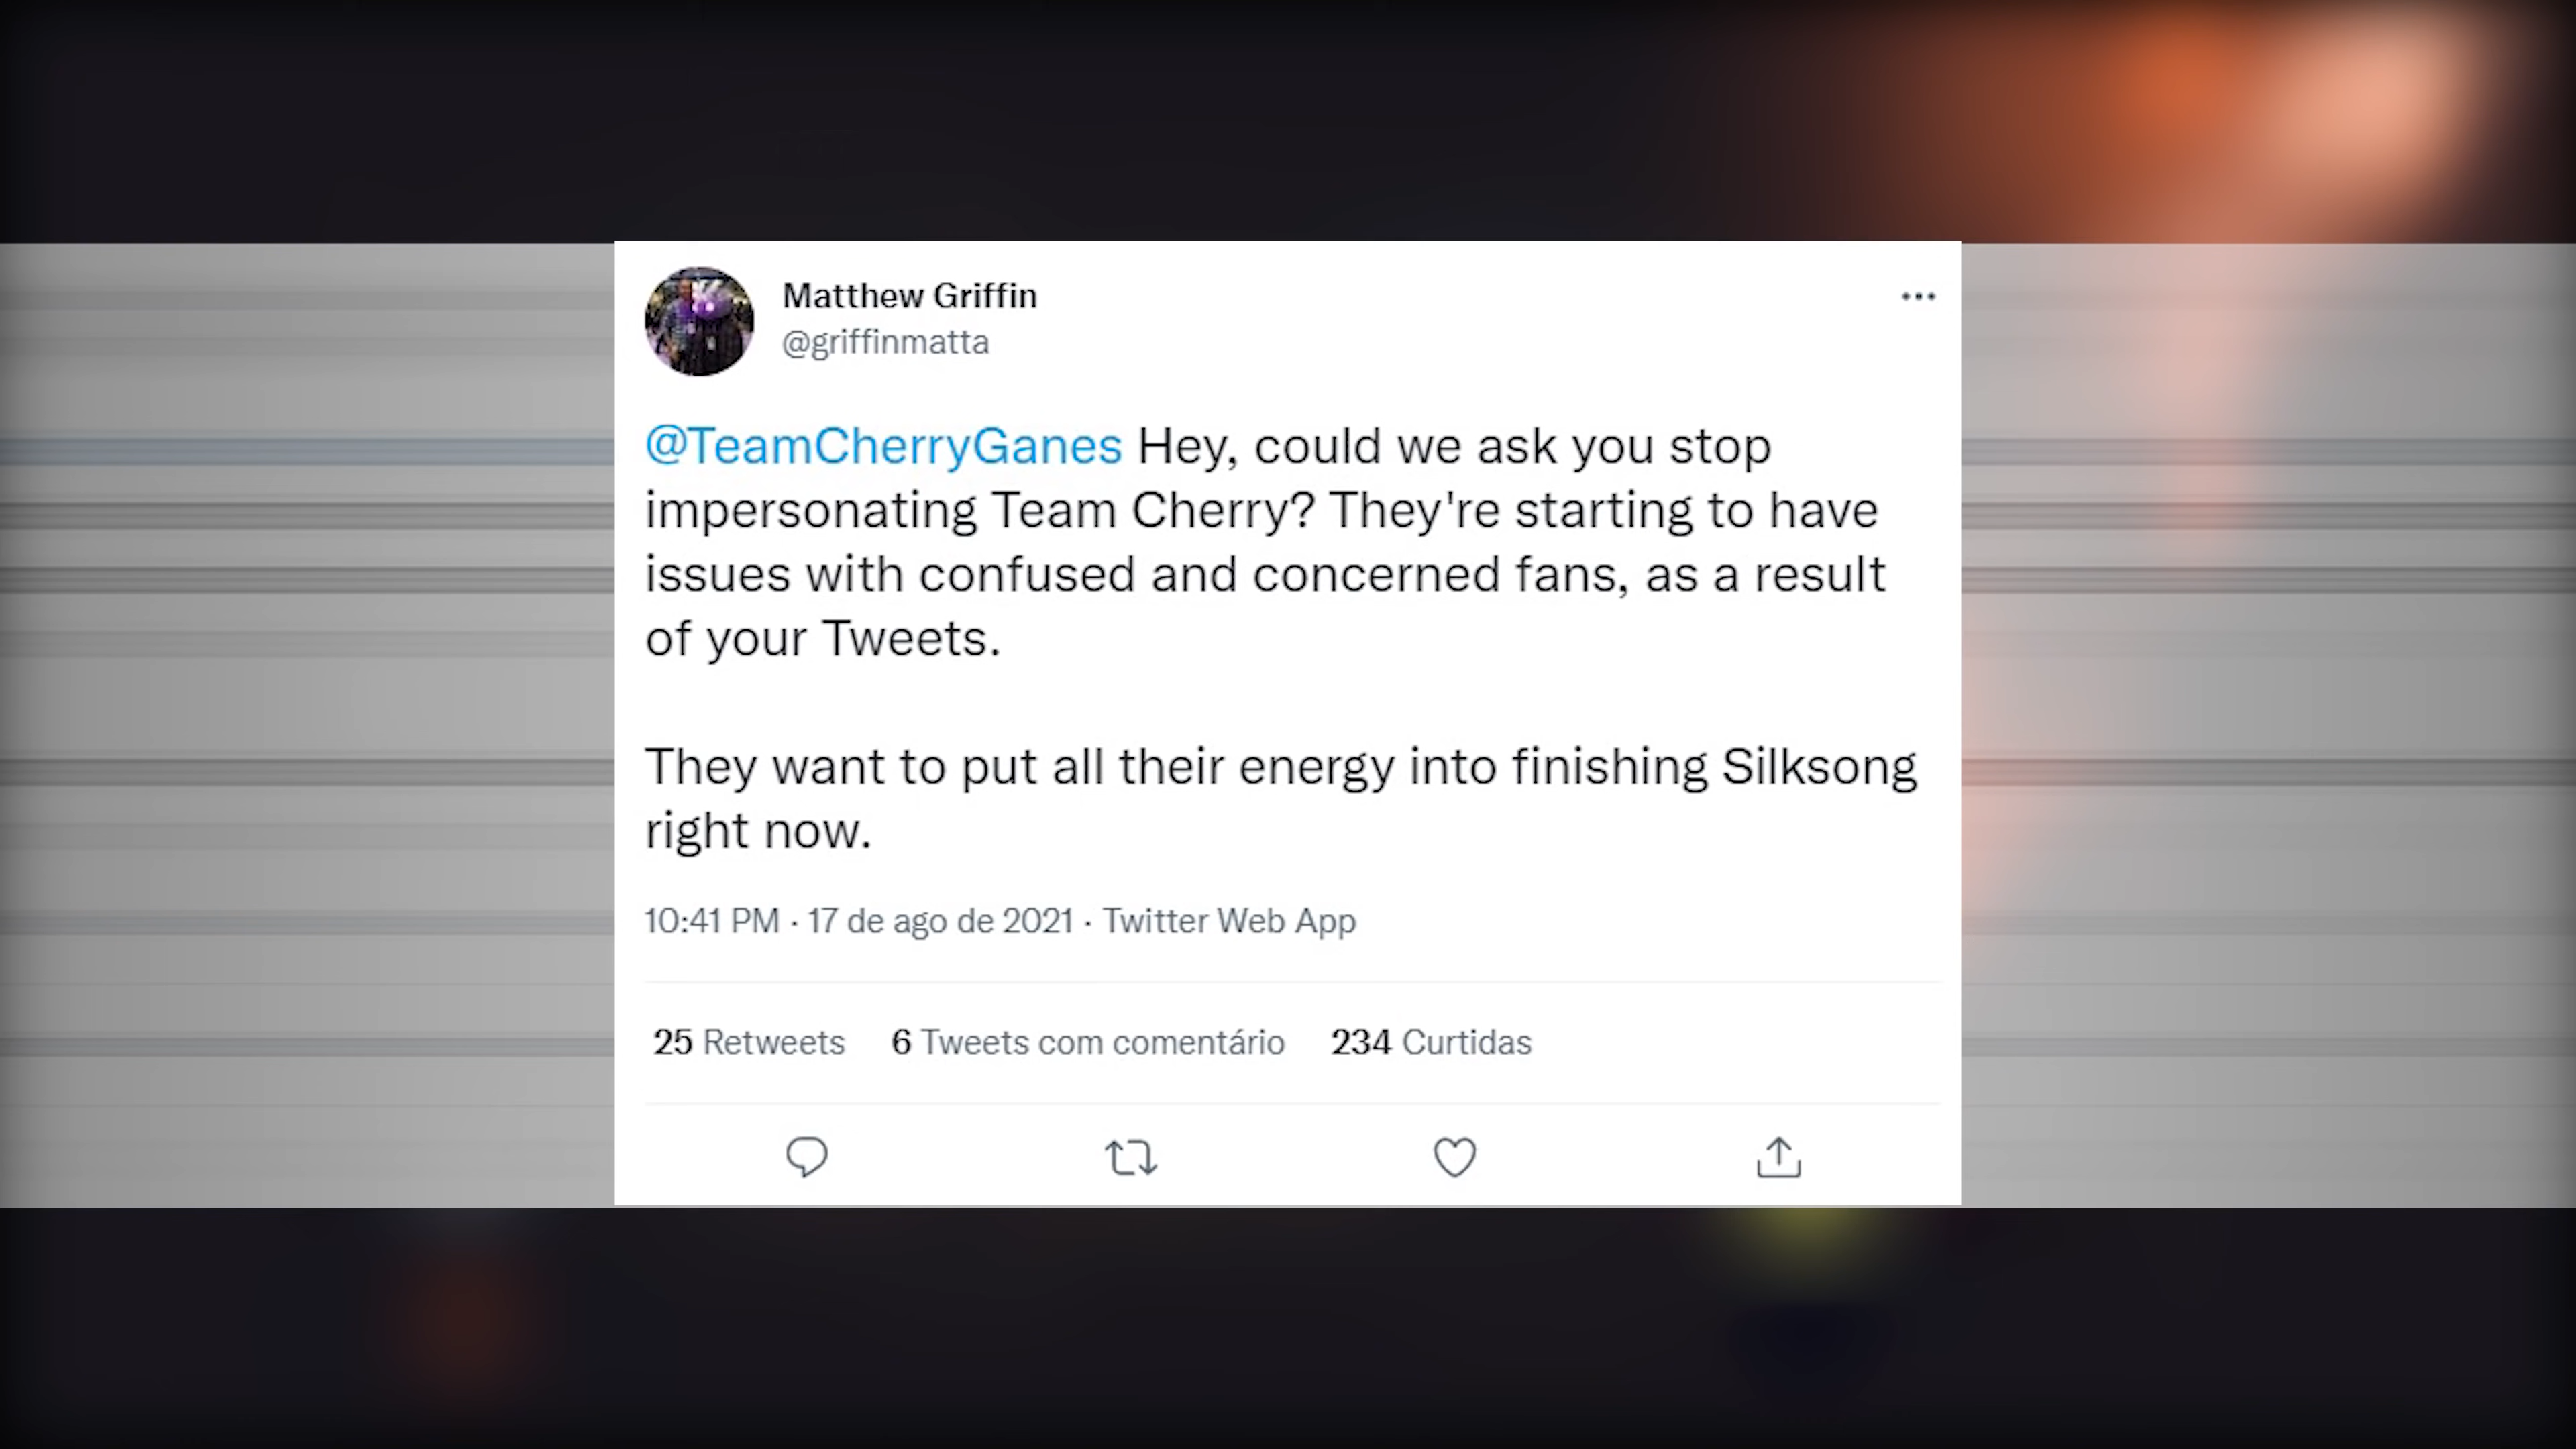 Matthew Griffin
@griffinmatta
@TeamCherryGanes Hey, could we ask you stop
impersonating Team Cherry? They're starting to have
issues with confused and concerned fans, as a result
of your Tweets.
They want to put all their energy into finishing Silksong
right now.
10:41 PM · 17 de ago de 2021 · Twitter Web App
25 Retweets 6 Tweets com comentário 234 Curtidas